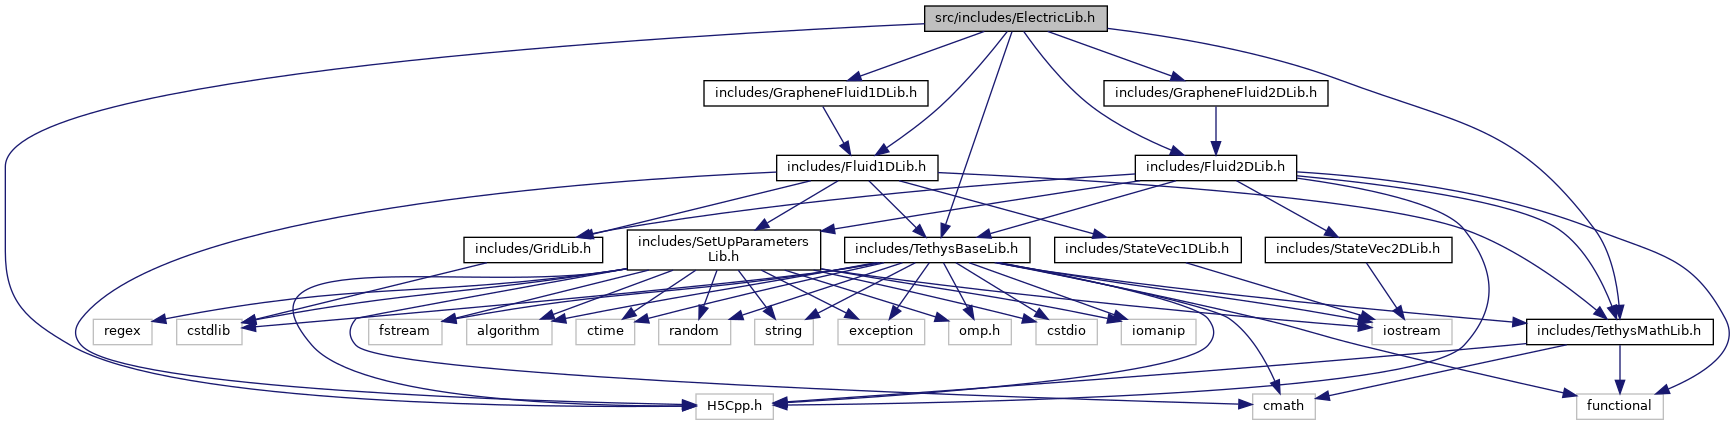 src/includes/ElectricLib.h
includes/GrapheneFluid1DLib.h
includes/GrapheneFluid2DLib.h
includes/Fluid1DLib.h
includes/Fluid2DLib.h
includes/GridLib.h
includes/SetUpParameters
Lib.h
includes/TethysBaseLib.h
includes/StateVec1DLib.h
includes/StateVec2DLib.h
regex
cstdlib
fstream
algorithm
ctime
random
string
exception
omp.h
cstdio
iomanip
iostream
includes/TethysMathLib.h
H5Cpp.h
cmath
functional